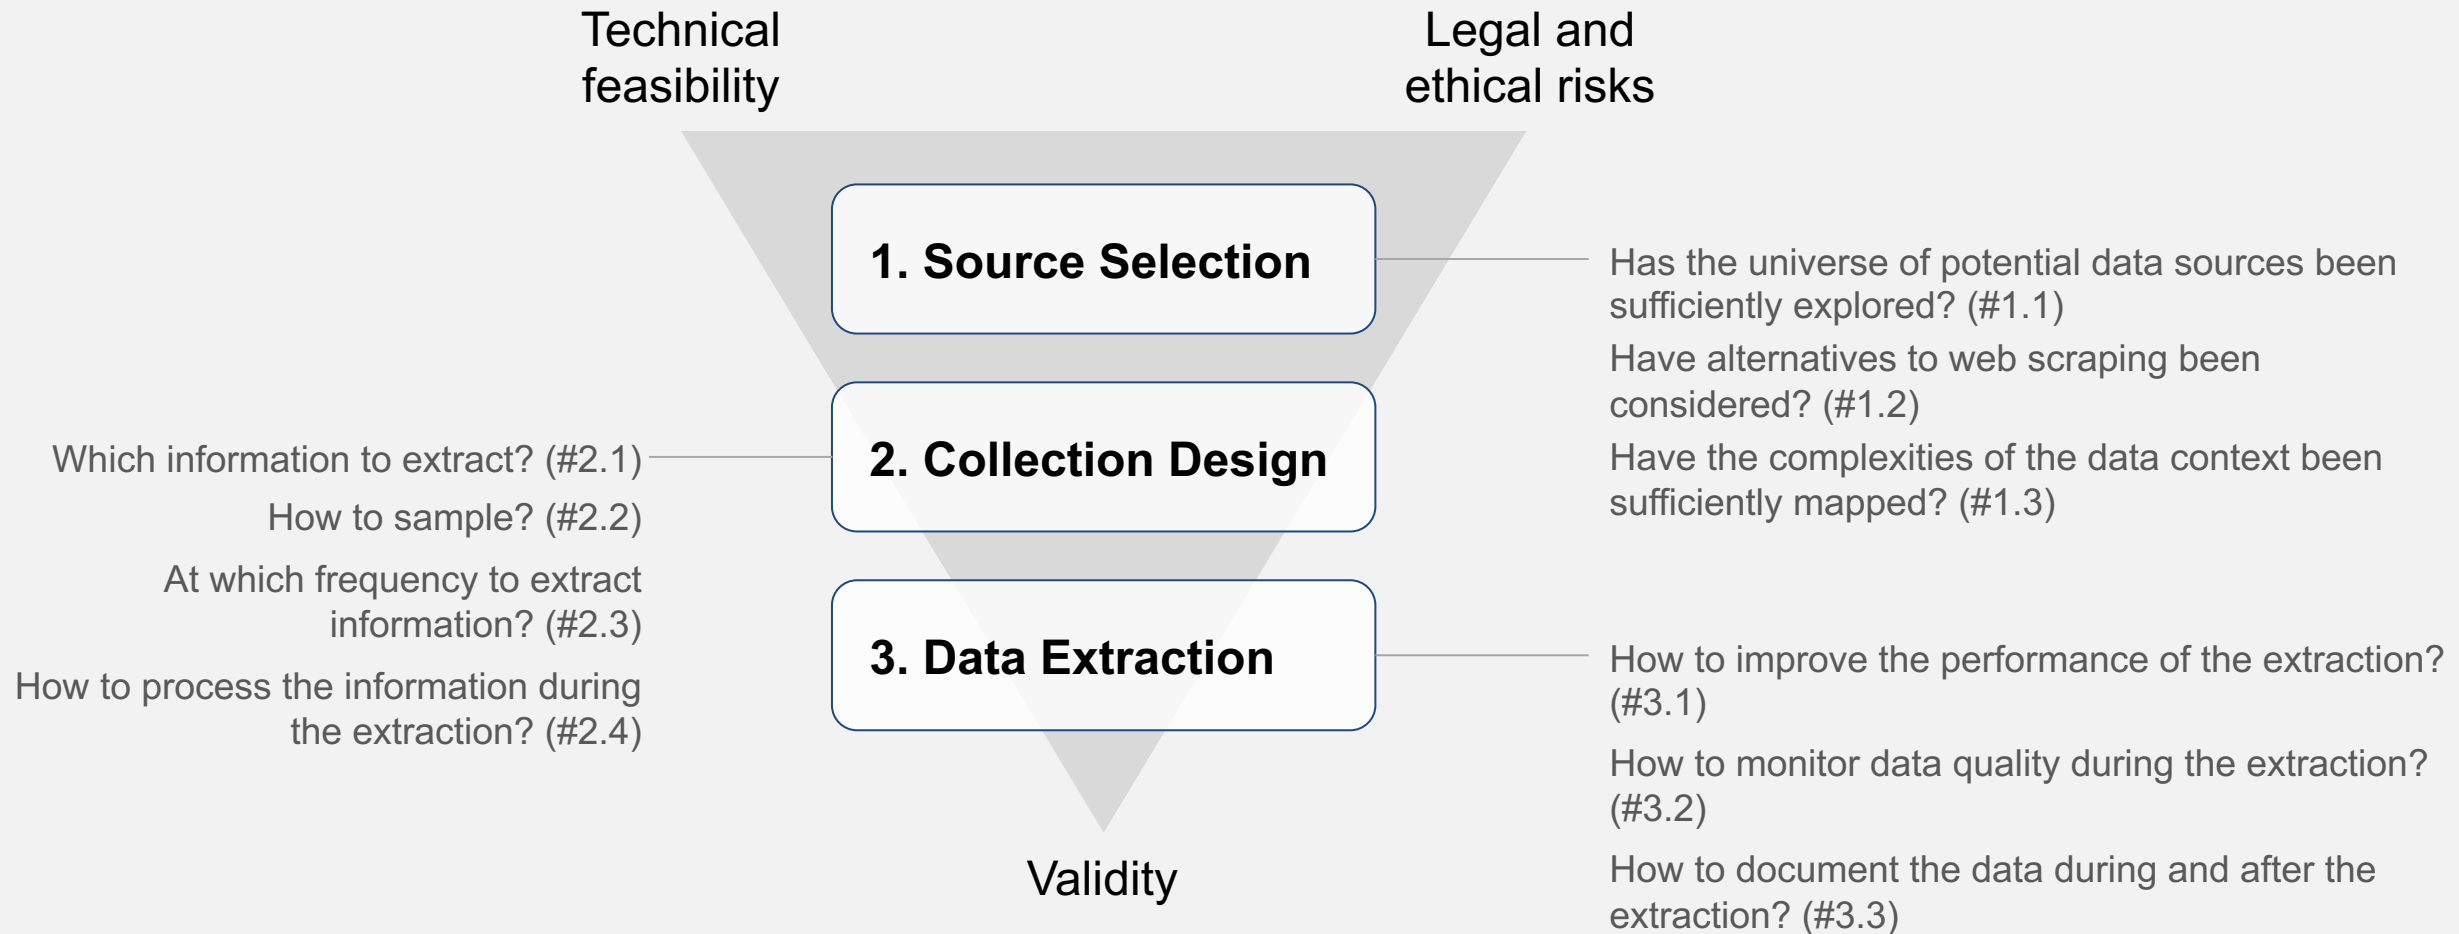 Technical
feasibility
Legal and
ethical risks
1. Source Selection
Has the universe of potential data sources been
sufficiently explored? (#1.1)
Have alternatives to web scraping been
considered? (#1.2)
Have the complexities of the data context been
sufficiently mapped? (#1.3)
2. Collection Design
Which information to extract? (#2.1)
How to sample? (#2.2)
At which frequency to extract
information? (#2.3)
How to process the information during
the extraction? (#2.4)
3. Data Extraction
How to improve the performance of the extraction?
(#3.1)
How to monitor data quality during the extraction?
(#3.2)
How to document the data during and after the
extraction? (#3.3)
Validity